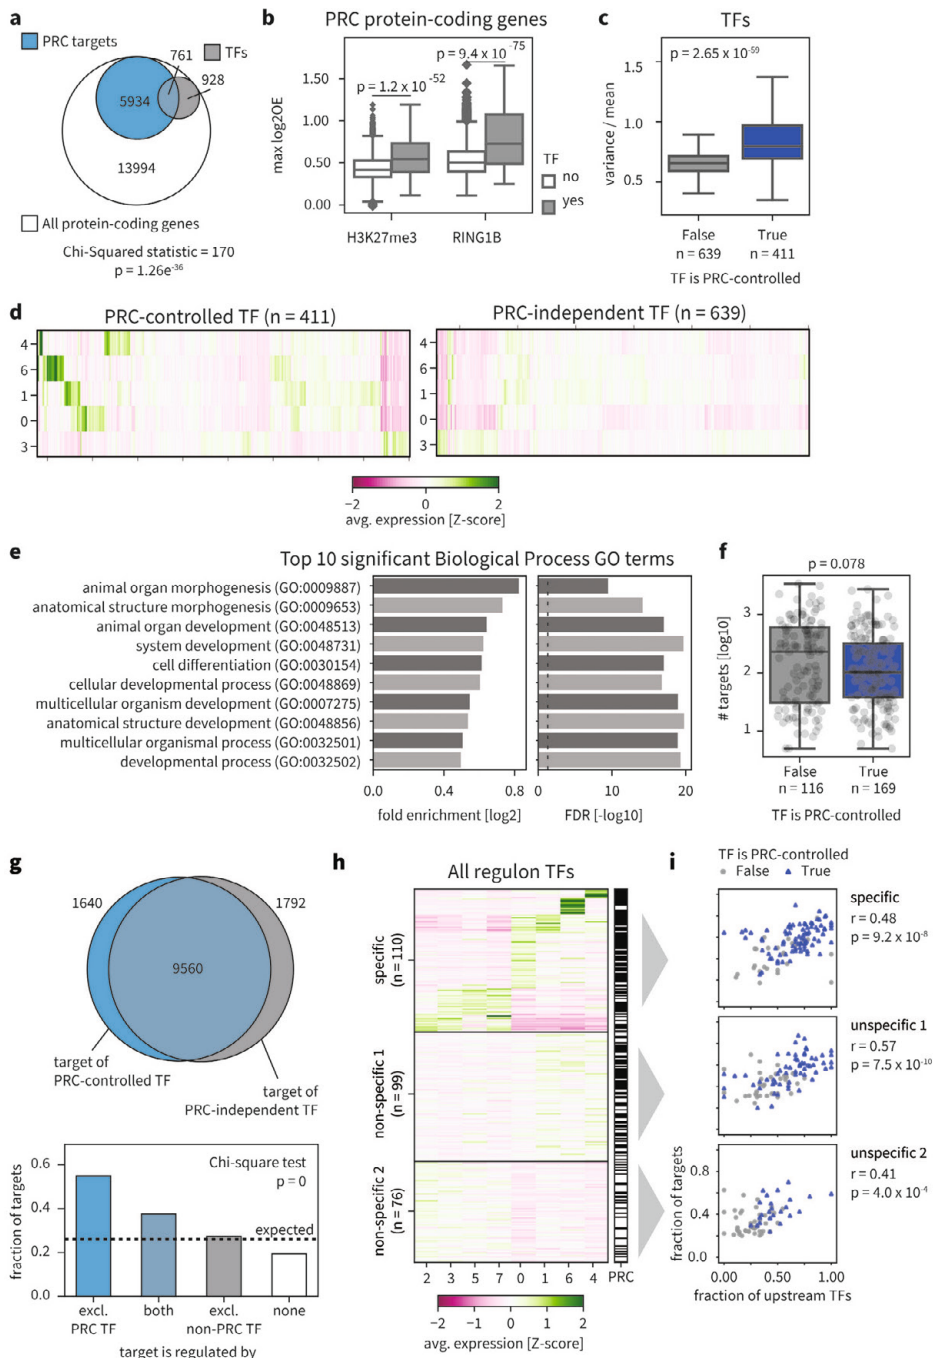 a
PRC targets
761
TFs
928
5934
13994
All protein-coding genes
Chi-Squared statistic = 170
p = 1.26e-36
b
PRC protein-coding genes
p = 9.4 x 10 -75
p = 1.2 x 10 -52
max log2OE
1.50
1.00
0.50
0.00
H3K27me3
RING1B
TF
no
yes
c
TFs
p = 2.65 x 10 -59
variance / mean
1.5
1.0
0.5
False
n = 639
True
n = 411
TF is PRC-controlled
d
PRC-controlled TF (n = 411)
PRC-independent TF (n = 639)
4
6
1
0
3
4
6
1
0
3
−2
0
2
avg. expression [Z-score]
e
Top 10 significant Biological Process GO terms
animal organ morphogenesis (GO:0009887)
anatomical structure morphogenesis (GO:0009653)
animal organ development (GO:0048513)
system development (GO:0048731)
cell differentiation (GO:0030154)
cellular developmental process (GO:0048869)
multicellular organism development (GO:0007275)
anatomical structure development (GO:0048856)
multicellular organismal process (GO:0032501)
developmental process (GO:0032502)
0.0
0.4
0.8
fold enrichment [log2]
0
10
20
FDR [-log10]
f
p = 0.078
# targets [log10]
3
2
1
False
n = 116
True
n = 169
TF is PRC-controlled
g
1640
1792
9560
target of
PRC-controlled TF
target of
PRC-independent TF
fraction of targets
0.6
0.4
0.2
0.0
Chi-square test
p = 0
expected
excl.
PRC TF
both
excl.
non-PRC TF
none
target is regulated by
h
All regulon TFs
specific
(n = 110)
non-specific 1
(n = 99)
non-specific 2
(n = 76)
2 3 5 7 0 1 6 4
PRC
−2 −1 0 1 2
avg. expression [Z-score]
i
TF is PRC-controlled
False
True
specific
r = 0.48
p = 9.2 x 10-8
unspecific 1
r = 0.57
p = 7.5 x 10-10
unspecific 2
r = 0.41
p = 4.0 x 10-4
fraction of targets
0.8
0.4
0.0
0.00 0.50 1.00
fraction of upstream TFs